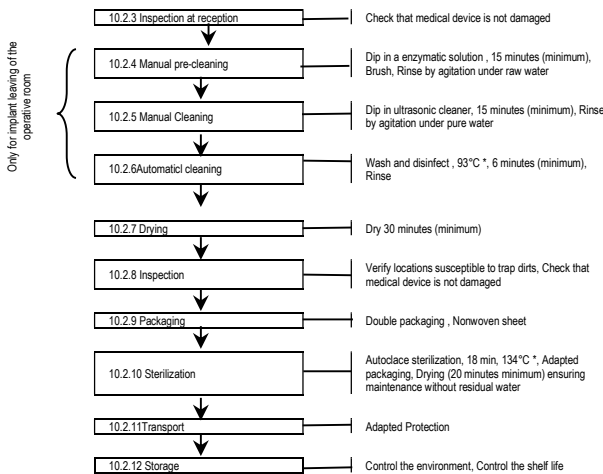 10.2.3 Inspection at reception
Check that medical device is not damaged
Only for implant leaving of the
operative room
10.2.4 Manual pre-cleaning
Dip in a enzymatic solution , 15 minutes (minimum),
Brush, Rinse by agitation under raw water
10.2.5 Manual Cleaning
Dip in ultrasonic cleaner, 15 minutes (minimum), Rinse
by agitation under pure water
10.2.6Automaticl cleaning
Wash and disinfect , 93°C *, 6 minutes (minimum),
Rinse
10.2.7 Drying
Dry 30 minutes (minimum)
10.2.8 Inspection
Verify locations susceptible to trap dirts, Check that
medical device is not damaged
10.2.9 Packaging
Double packaging , Nonwoven sheet
10.2.10 Sterilization
Autoclace sterilization, 18 min, 134°C *, Adapted
packaging, Drying (20 minutes minimum) ensuring
maintenance without residual water
10.2.11Transport
Adapted Protection
10.2.12 Storage
Control the environment, Control the shelf life